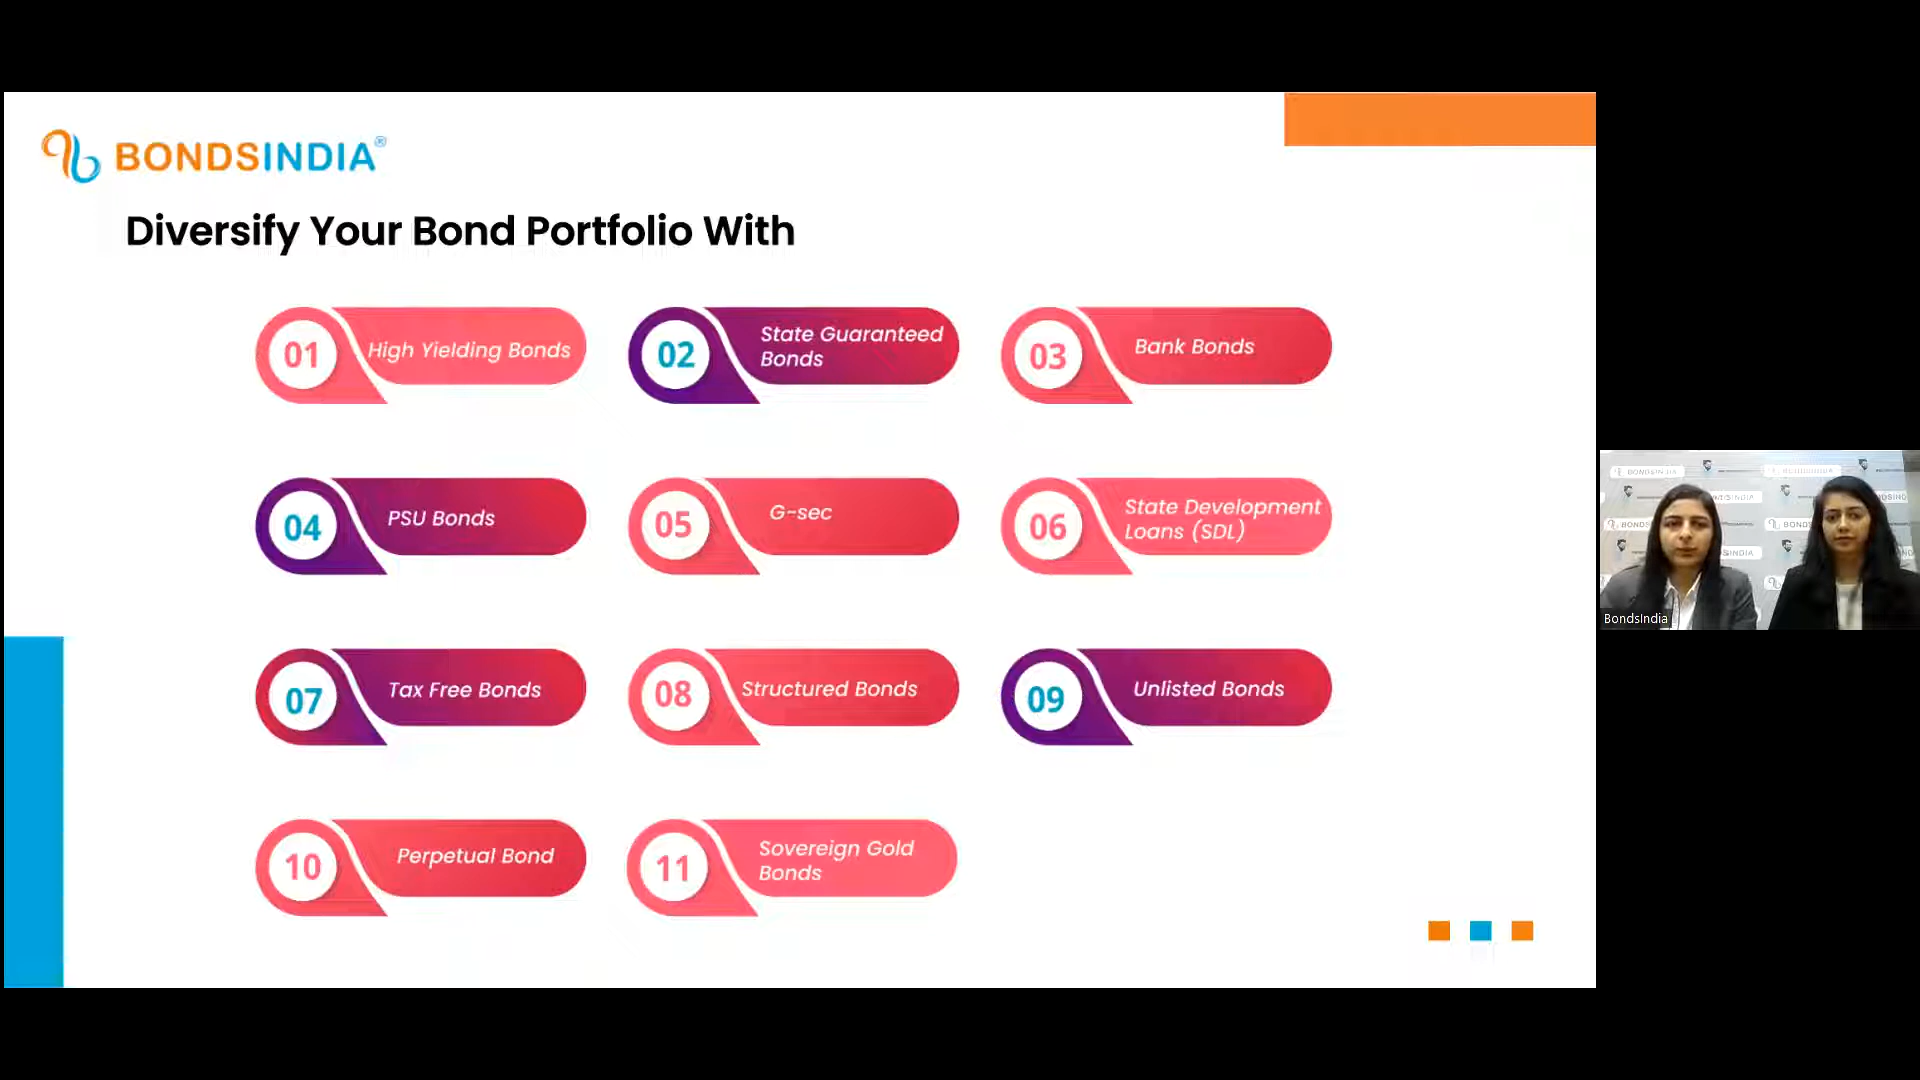 BONDSINDIA®
Diversify Your Bond Portfolio With
01
High Yielding Bonds
02
State Guaranteed
Bonds
03
Bank Bonds
04
PSU Bonds
05
G-sec
06
State Development
Loans (SDL)
07
Tax Free Bonds
08
Structured Bonds
09
Unlisted Bonds
10
Perpetual Bond
11
Sovereign Gold
Bonds
BONDSINDIA
BONDSINDIA
BondsIndia